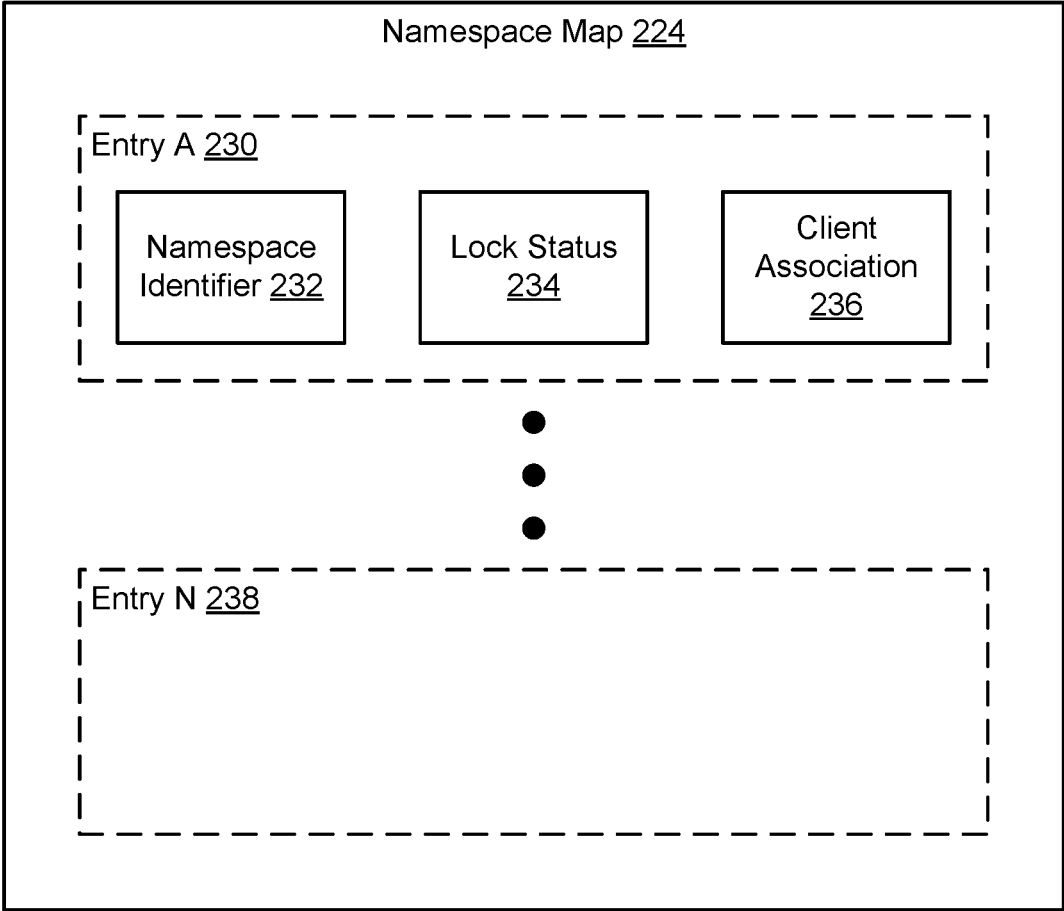 Namespace Map 224
Entry A 230
Namespace
Identifier 232
Lock Status
234
Client
Association
236
Entry N 238